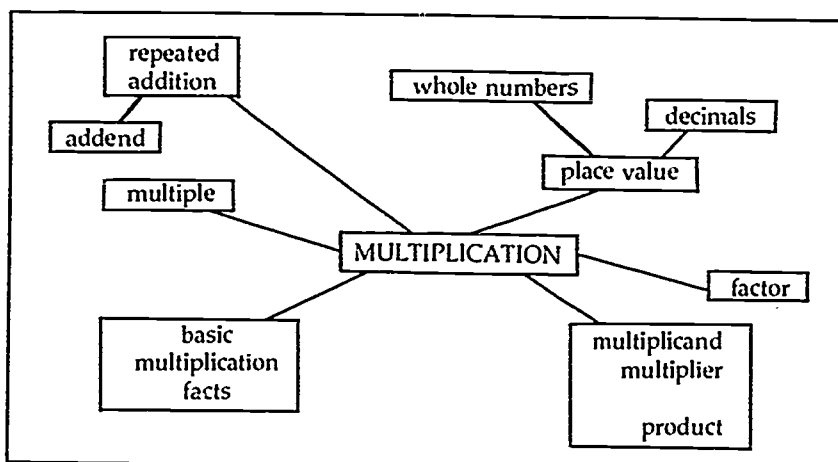 repeated
addition
whole numbers
decimals
addend
place value
multiple
MULTIPLICATION
factor
basic
multiplication
facts
multiplicand
multiplier
product